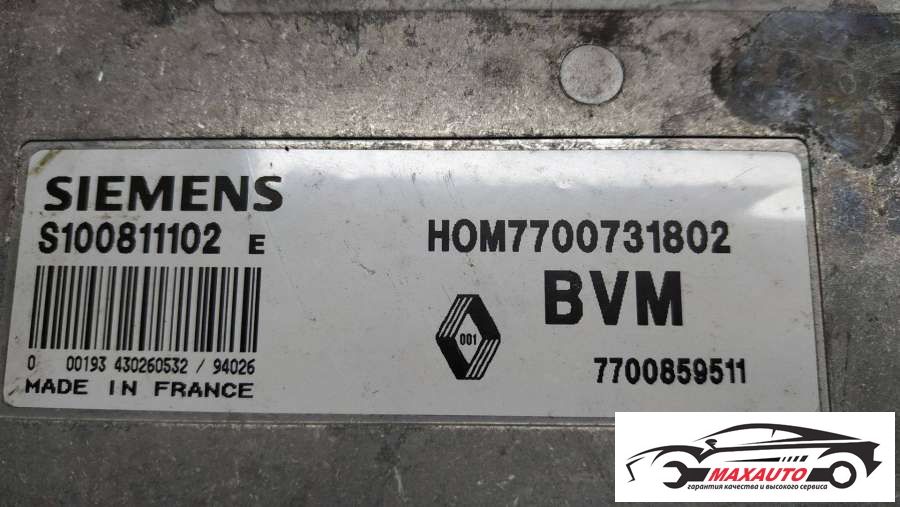 SIEMENS
S100811102 E
0 00193 430260532 / 94026
MADE IN FRANCE
HOM7700731802
BVM
001
7700859511
MAXAUTO
гарантия качества и высокого сервиса